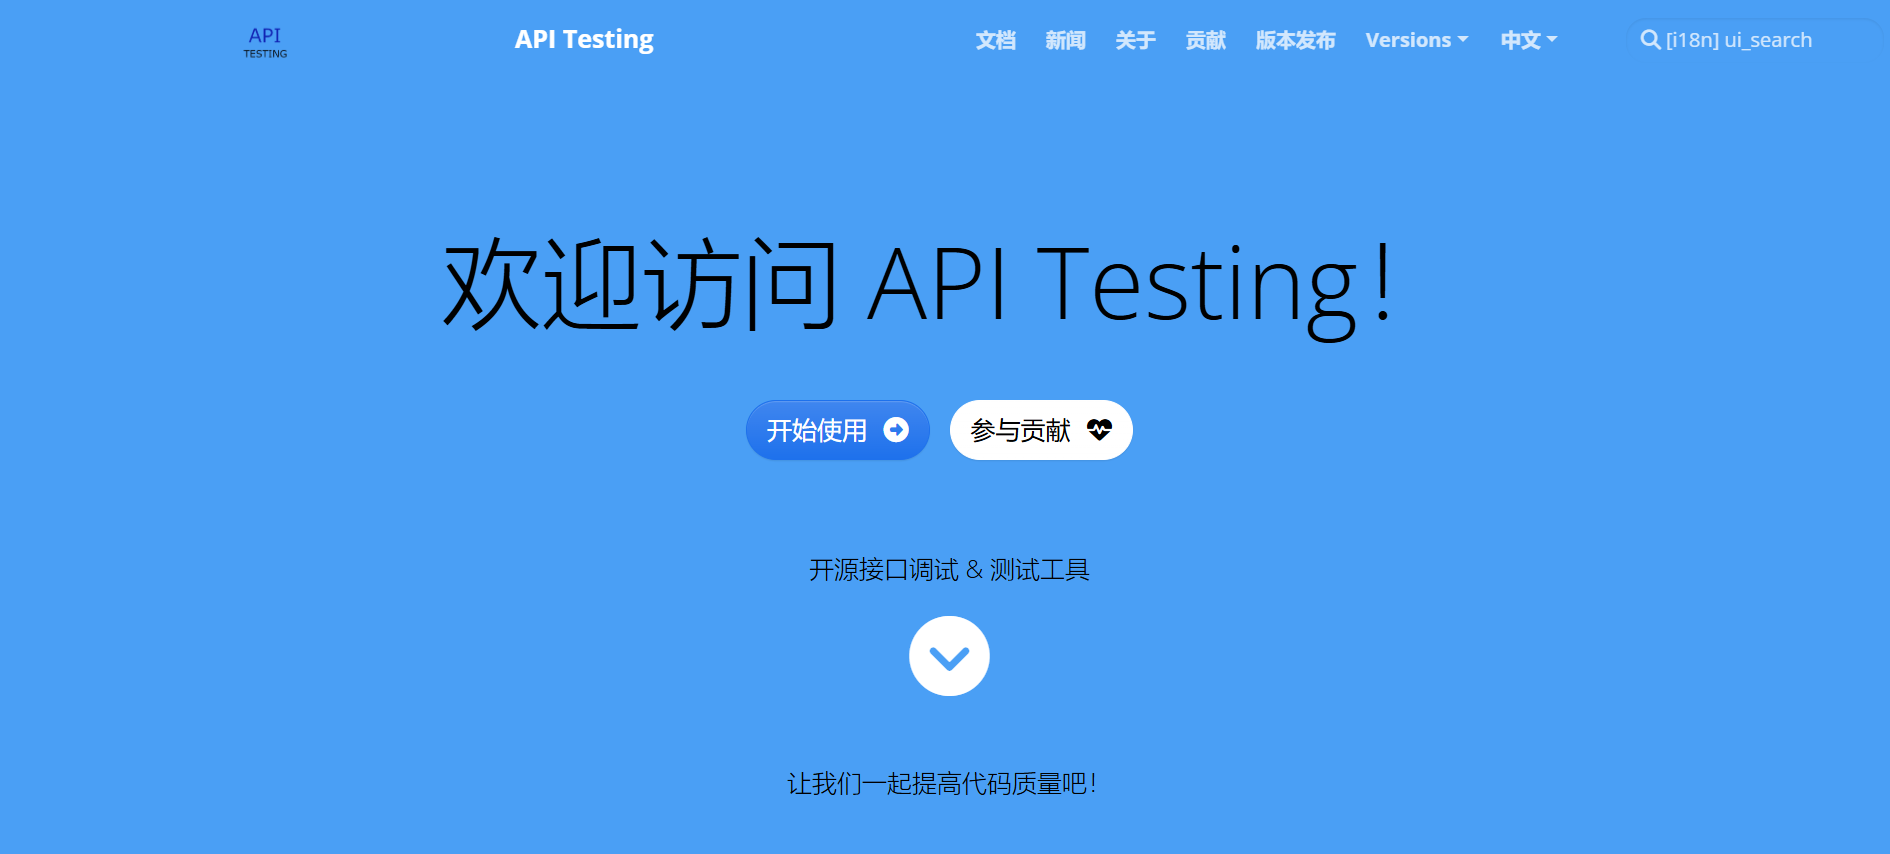 API
TESTING
API Testing
文档 新闻 关于 贡献 版本发布 Versions 中文 [i18n] ui_search
欢迎访问 API Testing！
开始使用 参与贡献
开源接口调试 & 测试工具
让我们一起提高代码质量吧！